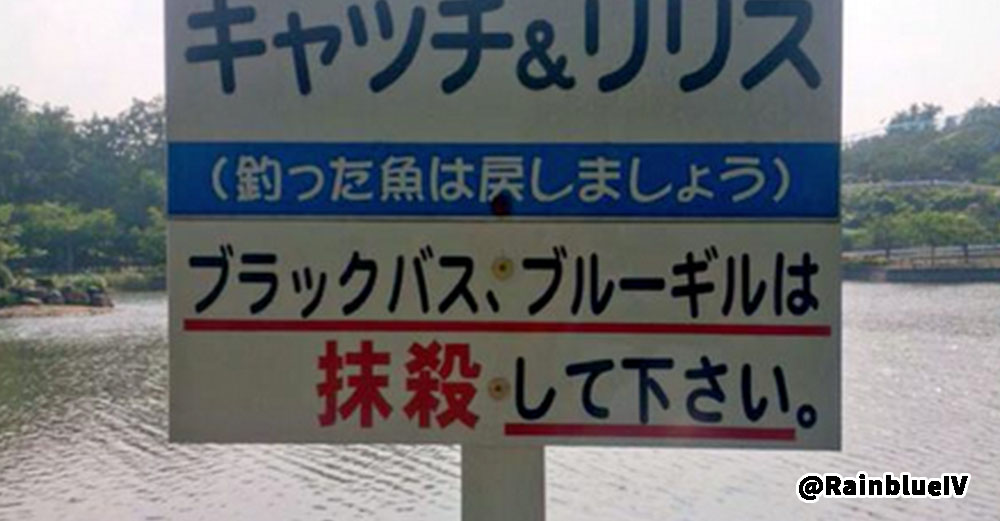 キャッチ&リリス
(釣った魚は戻しましょう)
ブラックバス、ブルーギルは
抹殺して下さい。
@RainblueIV